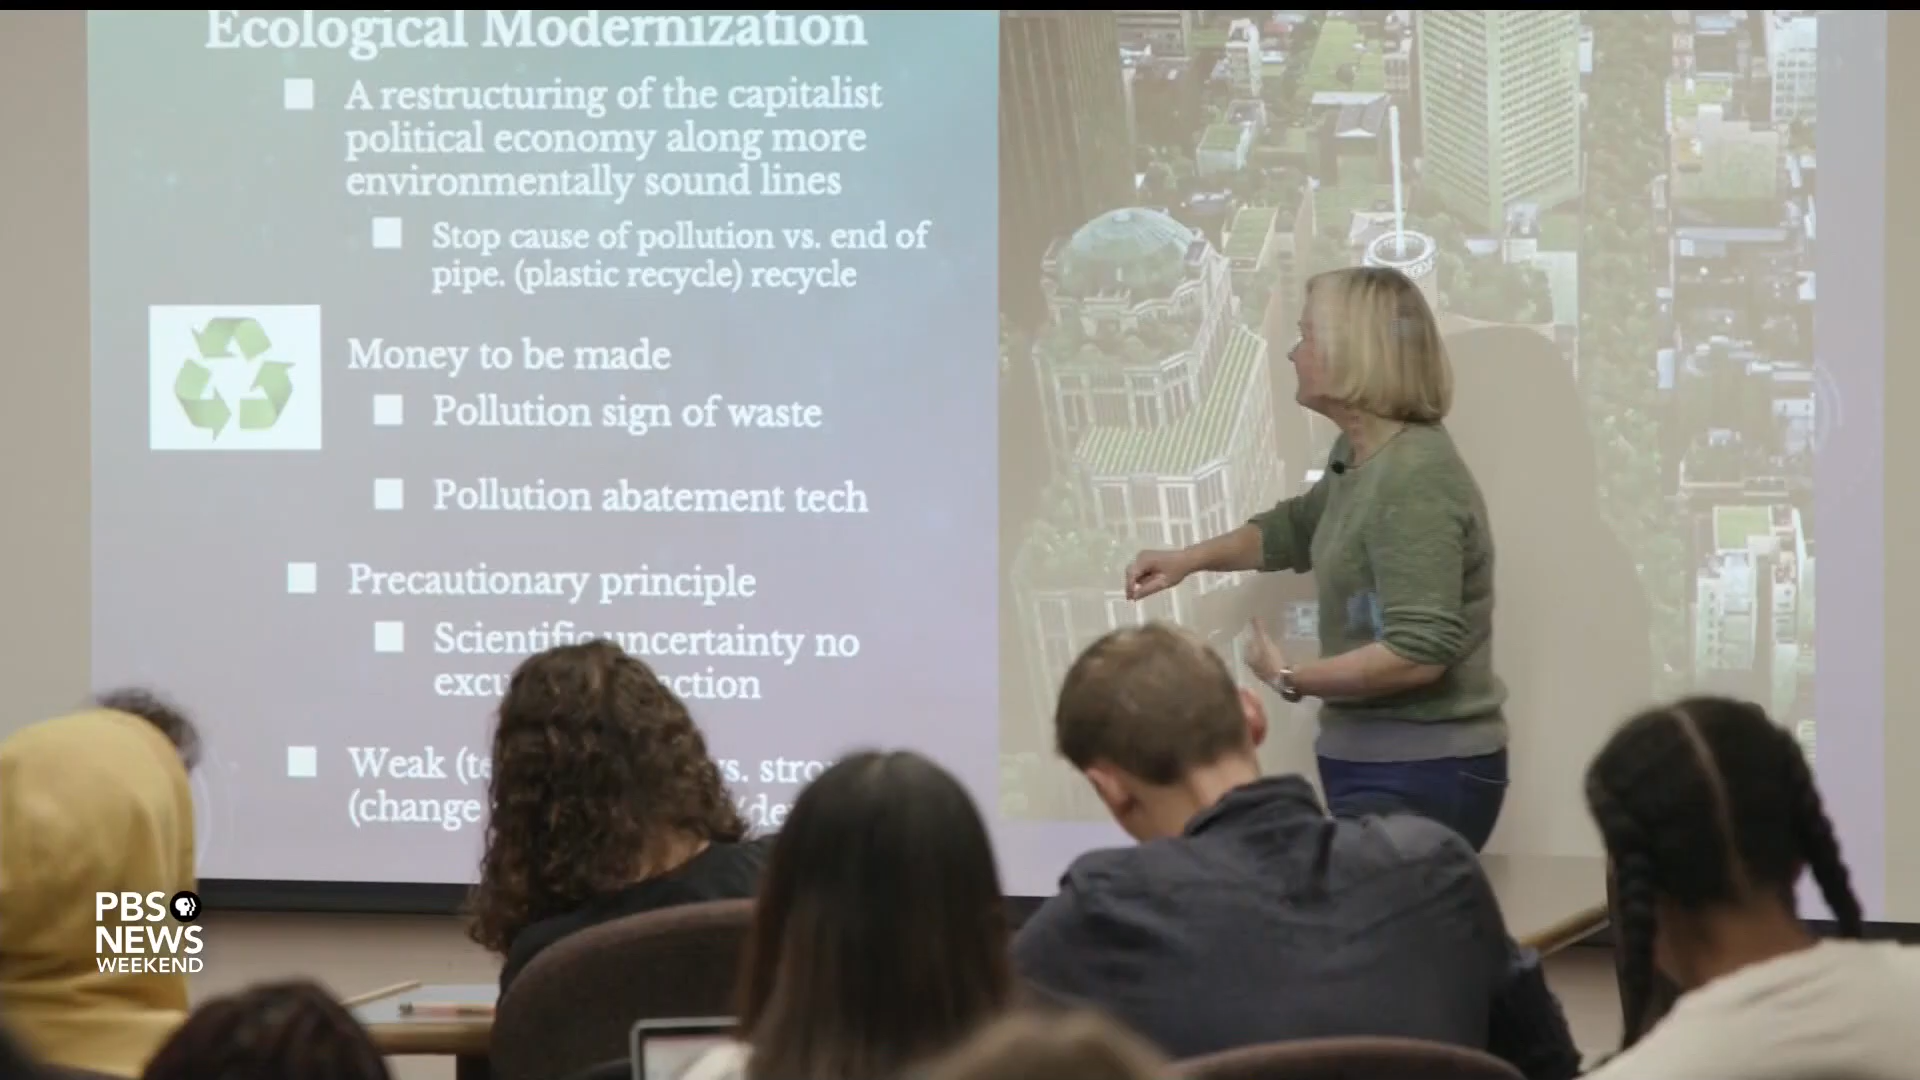 Ecological Modernization
A restructuring of the capitalist
political economy along more
environmentally sound lines
Stop cause of pollution vs. end of
pipe. (plastic recycle) recycle
Money to be made
Pollution sign of waste
Pollution abatement tech
Precautionary principle
Scientific uncertainty no
Weak
(change
PBS
NEWS
WEEKEND